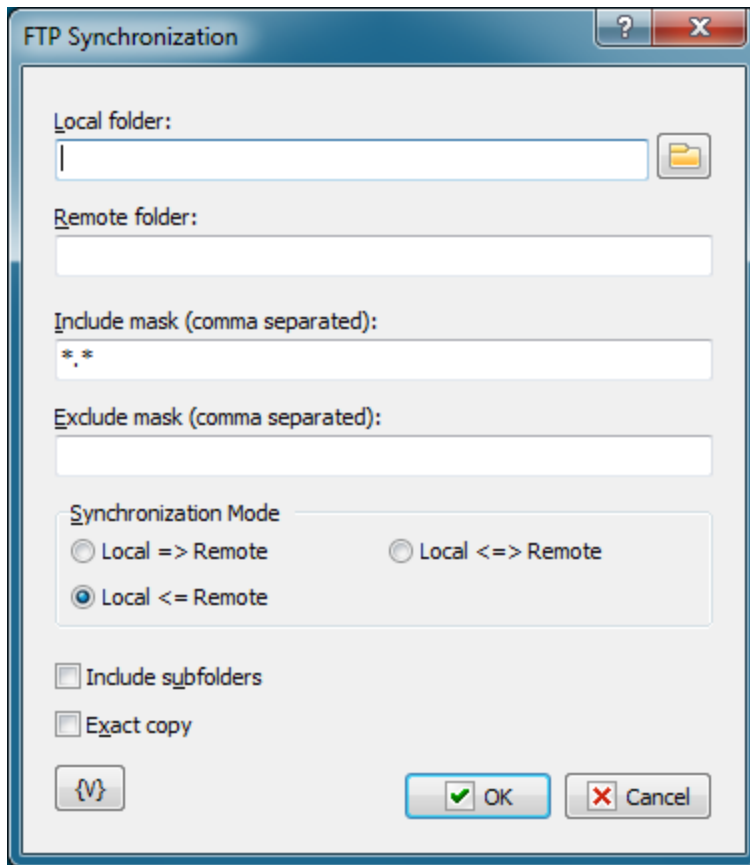 FTP Synchronization
?
Local folder:
Remote folder:
Include mask (comma separated):
*.*
Exclude mask (comma separated):
Synchronization Mode
Local => Remote
Local <=> Remote
Local <= Remote
Include subfolders
Exact copy
{V}
OK
Cancel